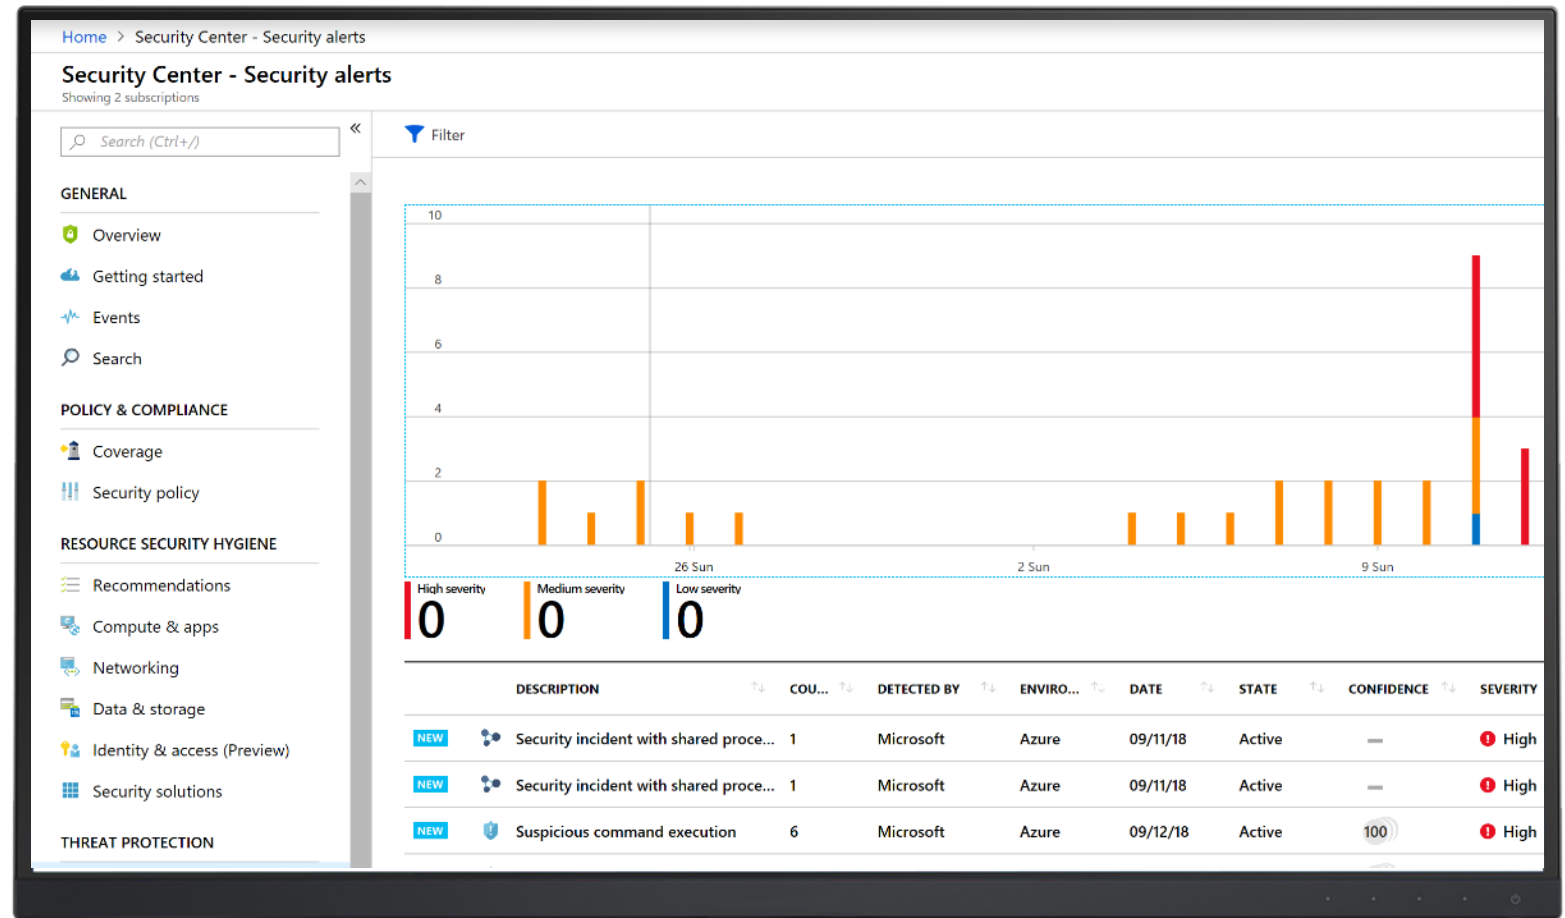 Home > Security Center - Security alerts
Security Center - Security alerts
Showing 2 subscriptions
Search (Ctrl+/)
«
Filter
GENERAL
Overview
Getting started
Events
Search
POLICY & COMPLIANCE
Coverage
Security policy
RESOURCE SECURITY HYGIENE
Recommendations
Compute & apps
Networking
Data & storage
Identity & access (Preview)
Security solutions
THREAT PROTECTION
10
8
6
4
2
0
26 Sun 2 Sun 9 Sun
High severity Medium severity Low severity
0 0 0
DESCRIPTION COU... DETECTED BY ENVIRO... DATE STATE CONFIDENCE SEVERITY
NEW Security incident with shared proce... 1 Microsoft Azure 09/11/18 Active – High
NEW Security incident with shared proce... 1 Microsoft Azure 09/11/18 Active – High
NEW Suspicious command execution 6 Microsoft Azure 09/12/18 Active 100 High